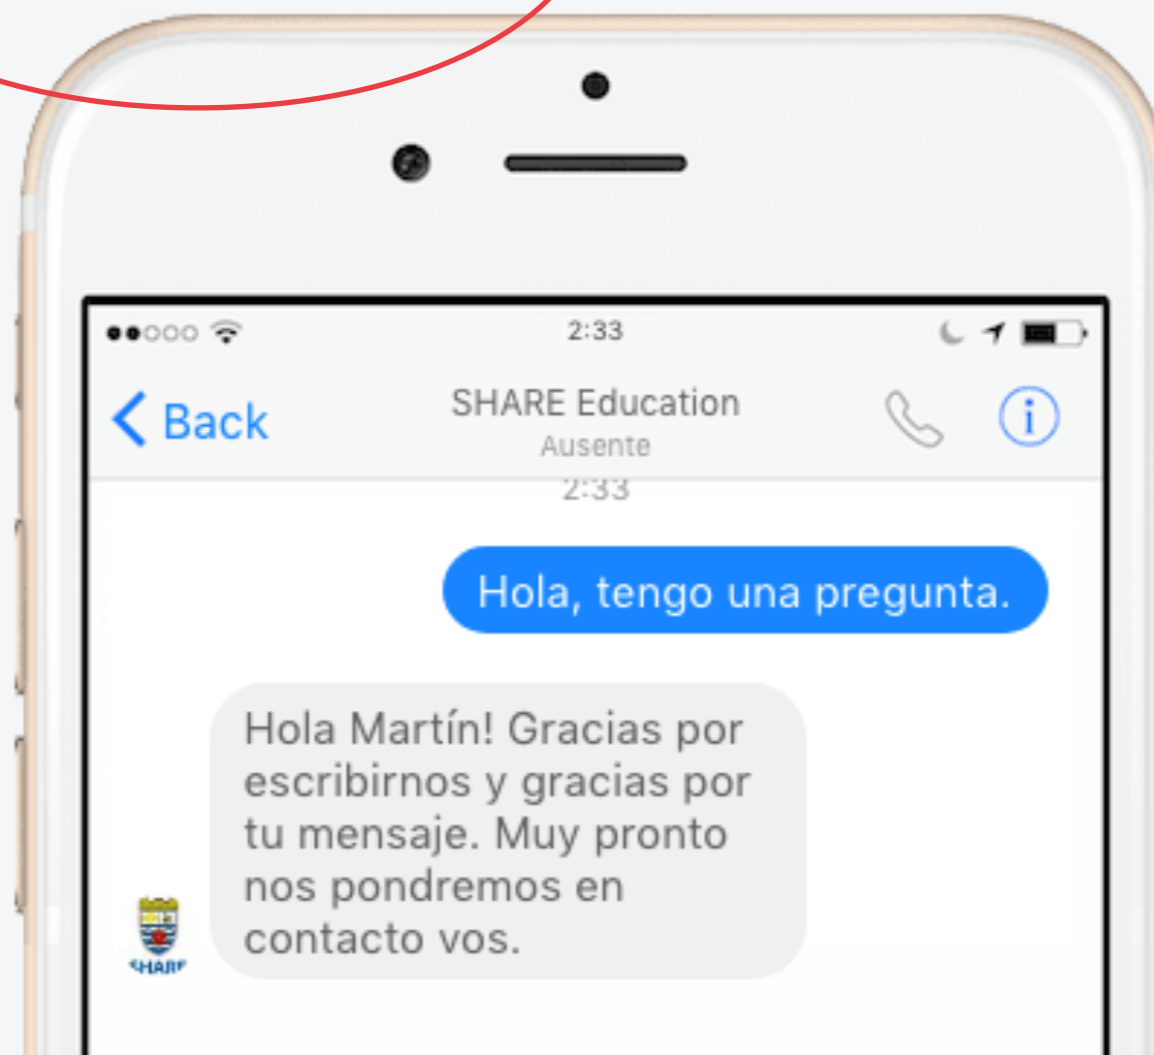 2:33
Back
SHARE Education
Ausente
2:33
Hola, tengo una pregunta.
Hola Martín! Gracias por
escribirnos y gracias por
tu mensaje. Muy pronto
nos pondremos en
contacto vos.
SHARE